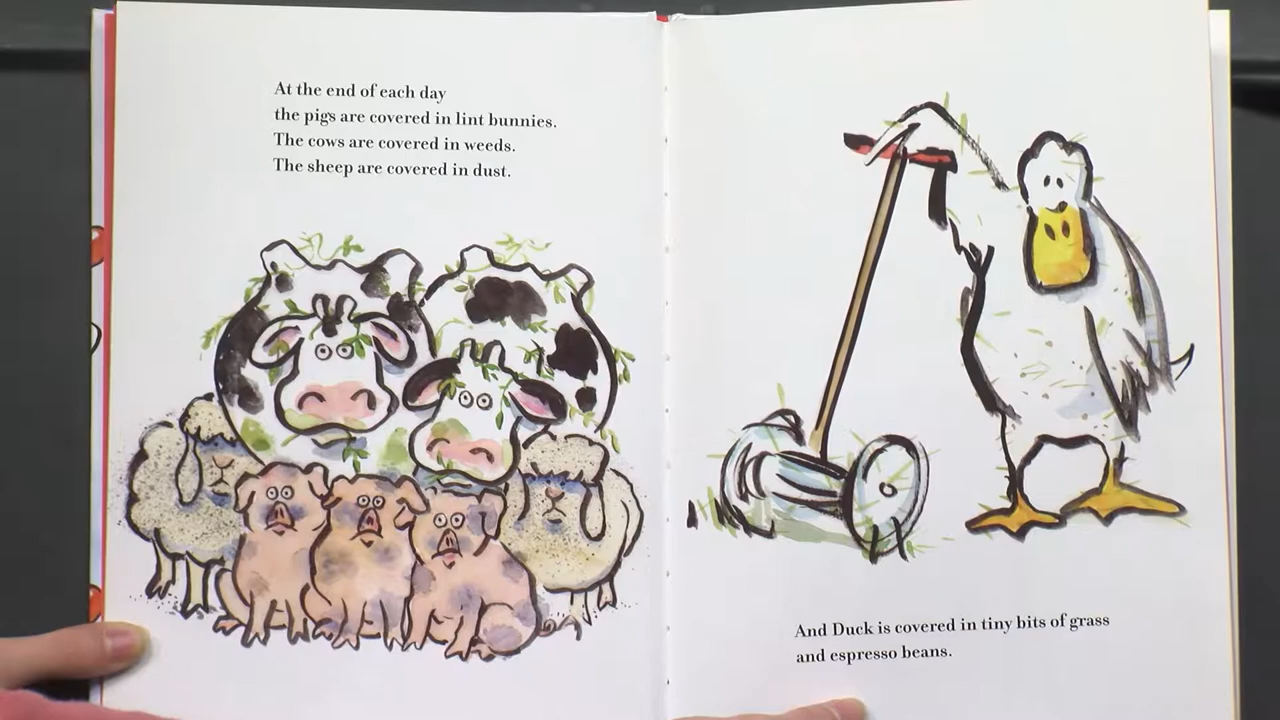 At the end of each day
the pigs are covered in lint bunnies.
The cows are covered in weeds.
The sheep are covered in dust.
And Duck is covered in tiny bits of grass
and espresso beans.